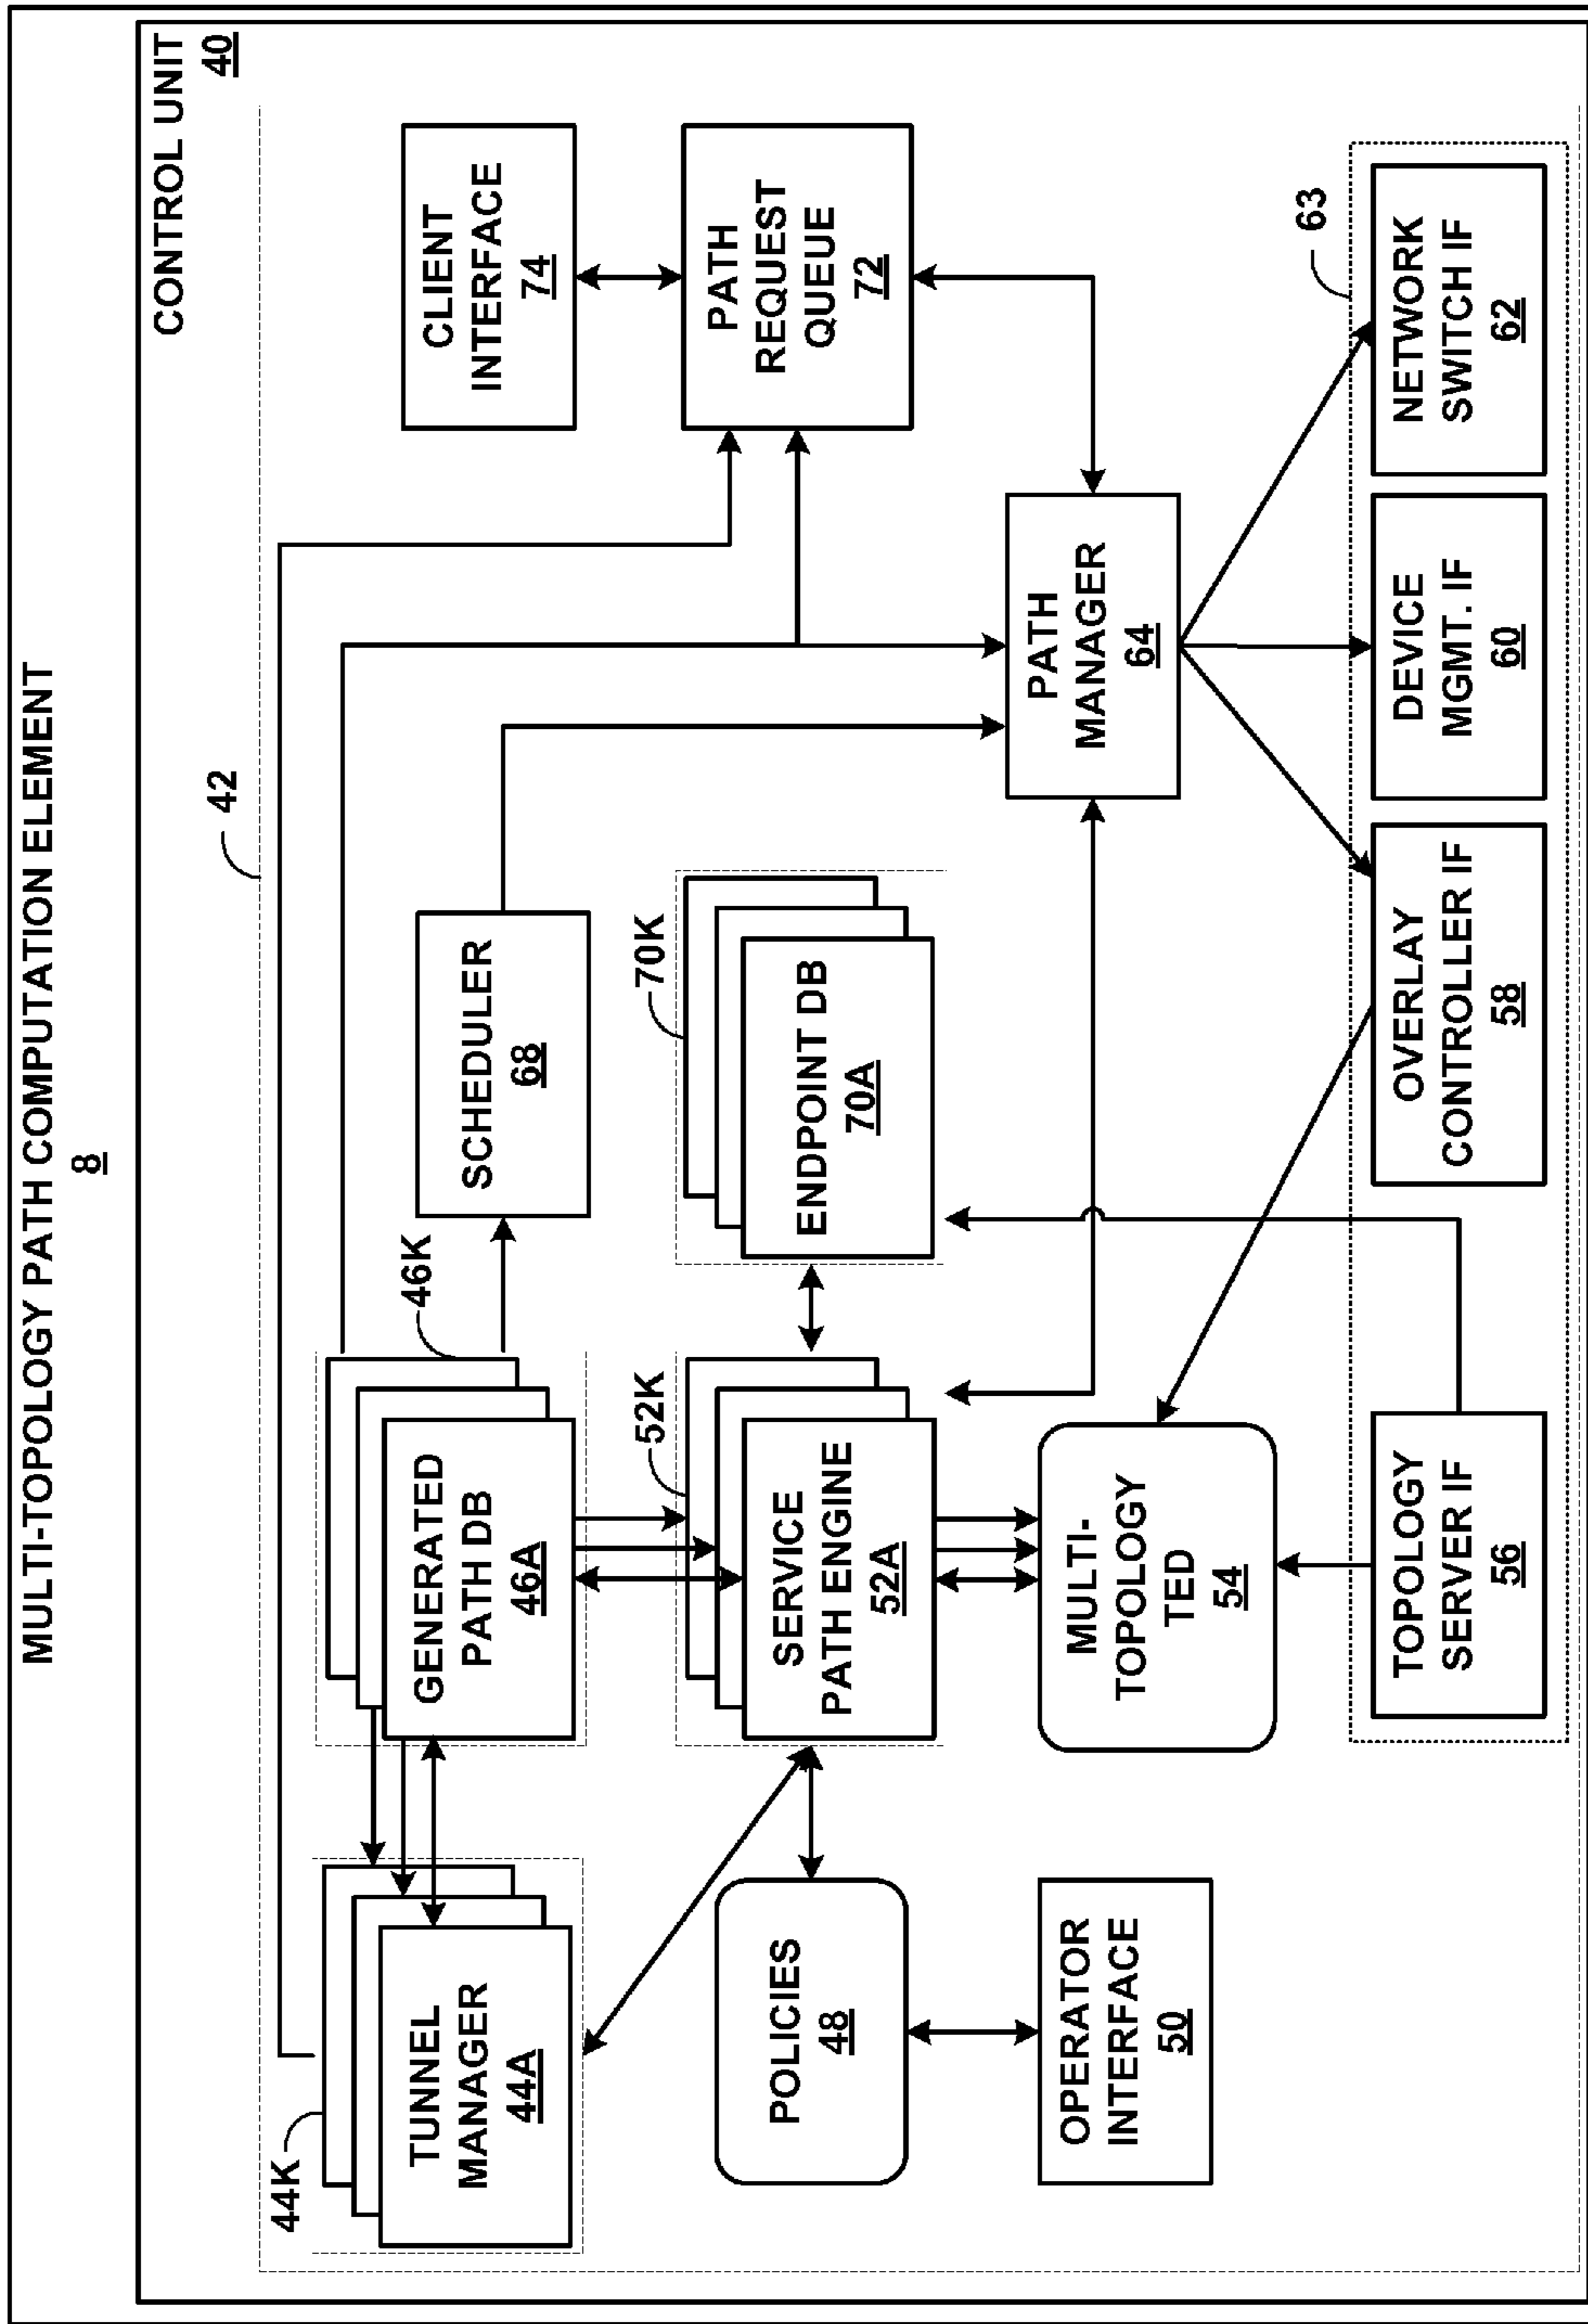 MULTI-TOPOLOGY PATH COMPUTATION ELEMENT
8
CONTROL UNIT
40
42
44K
TUNNEL
MANAGER
44A
46K
GENERATED
PATH DB
46A
SCHEDULER
68
CLIENT
INTERFACE
74
POLICIES
48
52K
SERVICE
PATH ENGINE
52A
70K
ENDPOINT DB
70A
PATH
REQUEST
QUEUE
72
OPERATOR
INTERFACE
50
MULTI-
TOPOLOGY
TED
54
PATH
MANAGER
64
63
TOPOLOGY
SERVER IF
56
OVERLAY
CONTROLLER IF
58
DEVICE
MGMT. IF
60
NETWORK
SWITCH IF
62